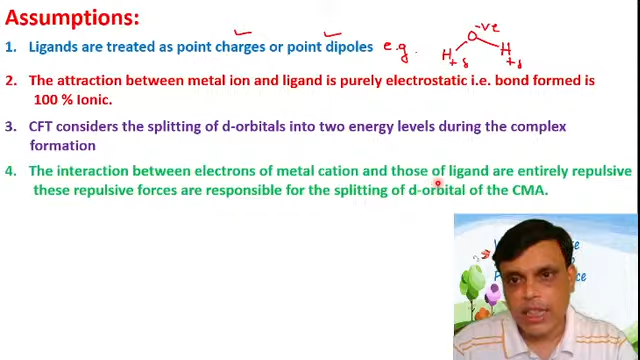 Assumptions:
1. Ligands are treated as point charges or point dipoles e.g.
-ve
O
H H
+δ +δ
2. The attraction between metal ion and ligand is purely electrostatic i.e. bond formed is
100 % Ionic.
3. CFT considers the splitting of d-orbitals into two energy levels during the complex
formation
4. The interaction between electrons of metal cation and those of ligand are entirely repulsive
these repulsive forces are responsible for the splitting of d-orbital of the CMA.